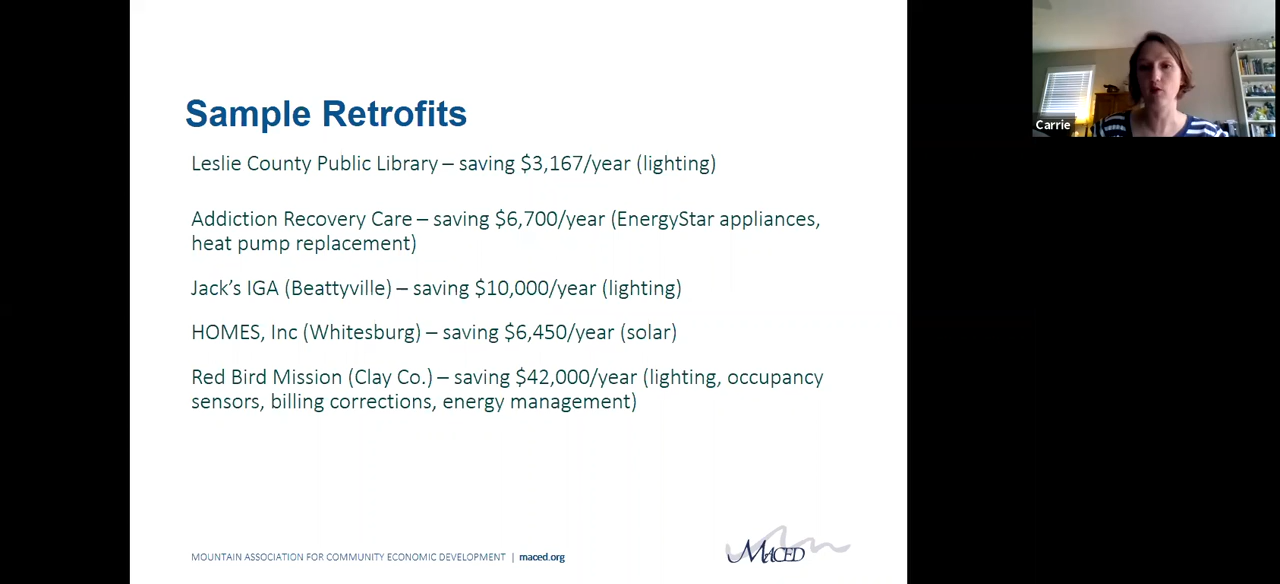 Sample Retrofits
Leslie County Public Library – saving $3,167/year (lighting)
Addiction Recovery Care – saving $6,700/year (EnergyStar appliances,
heat pump replacement)
Jack's IGA (Beattyville) – saving $10,000/year (lighting)
HOMES, Inc (Whitesburg) – saving $6,450/year (solar)
Red Bird Mission (Clay Co.) – saving $42,000/year (lighting, occupancy
sensors, billing corrections, energy management)
MOUNTAIN ASSOCIATION FOR COMMUNITY ECONOMIC DEVELOPMENT | maced.org
MACED
Carrie